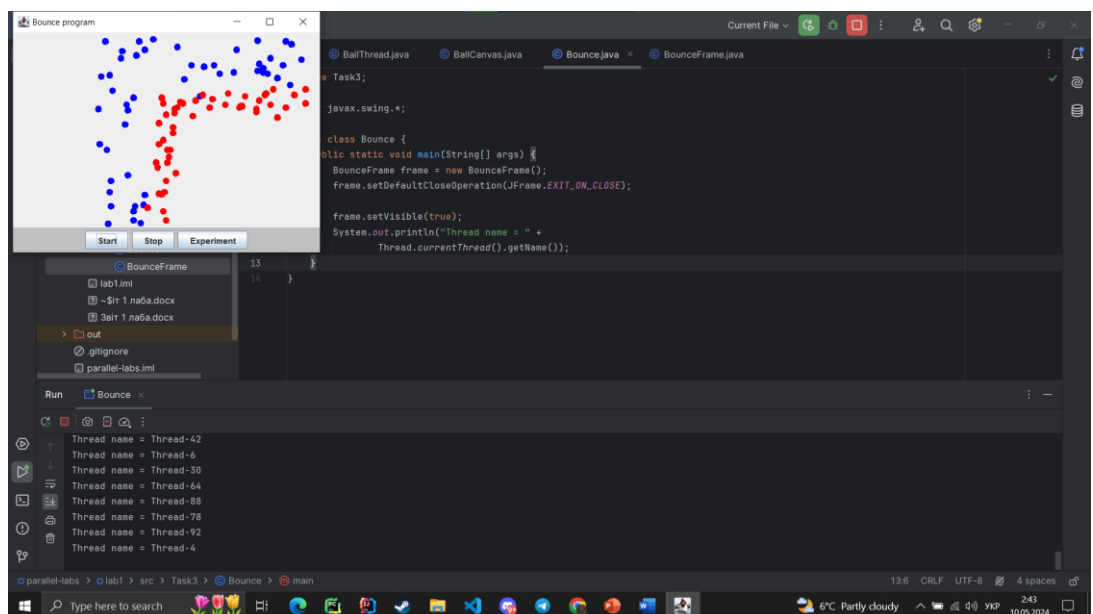 Bounce program
Current File
BallThread.java
BallCanvas.java
Bounce.java
BounceFrame.java
e Task3;
javax.swing.*;
class Bounce {
blic static void main(String[] args) {
BounceFrame frame = new BounceFrame();
frame.setDefaultCloseOperation(JFrame.EXIT_ON_CLOSE);
frame.setVisible(true);
System.out.println("Thread name = " +
Thread.currentThread().getName());
13 }
14 }
Start Stop Experiment
BounceFrame
lab1.iml
~$іт 1 лаба.docx
Звіт 1 лаба.docx
out
.gitignore
parallel-labs.iml
Run Bounce
Thread name = Thread-42
Thread name = Thread-6
Thread name = Thread-30
Thread name = Thread-64
Thread name = Thread-88
Thread name = Thread-78
Thread name = Thread-92
Thread name = Thread-4
parallel-labs > lab1 > src > Task3 > Bounce > main
13:6 CRLF UTF-8 4 spaces
Type here to search
6°C Partly cloudy
УКР
2:43
10.05.2024